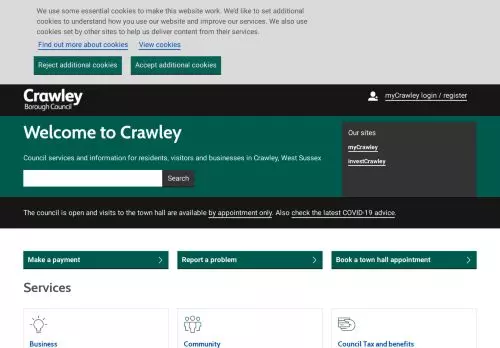 We use some essential cookies to make this website work. We'd like to set additional
cookies to understand how you use our website and improve our services. We also use
cookies set by other sites to help us deliver content from their services.
Find out more about cookies View cookies
Reject additional cookies Accept additional cookies
Crawley
Borough Council
myCrawley login / register
Welcome to Crawley
Council services and information for residents, visitors and businesses in Crawley, West Sussex
Search
Our sites
myCrawley
investCrawley
The council is open and visits to the town hall are available by appointment only. Also check the latest COVID-19 advice.
Make a payment
Report a problem
Book a town hall appointment
Services
Business
Community
Council Tax and benefits